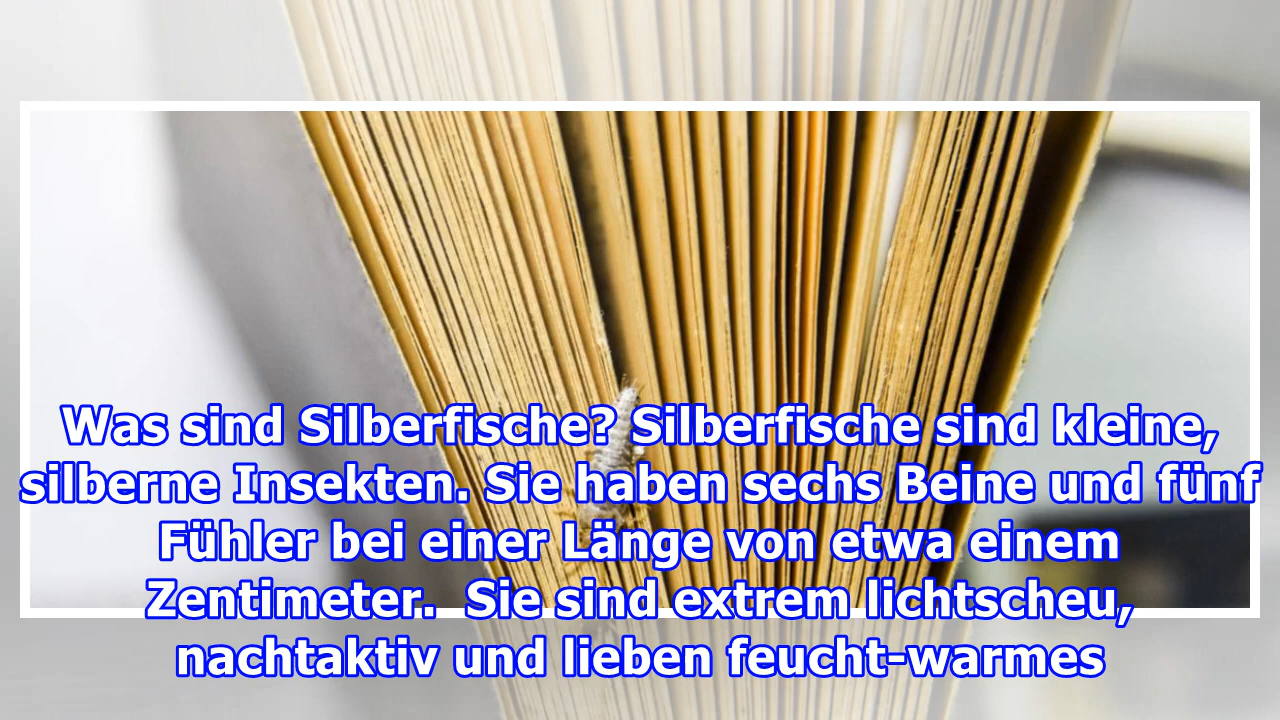 Was sind Silberfische? Silberfische sind kleine,
silberne Insekten. Sie haben sechs Beine und fünf
Fühler bei einer Länge von etwa einem
Zentimeter.  Sie sind extrem lichtscheu,
nachtaktiv und lieben feucht-warmes